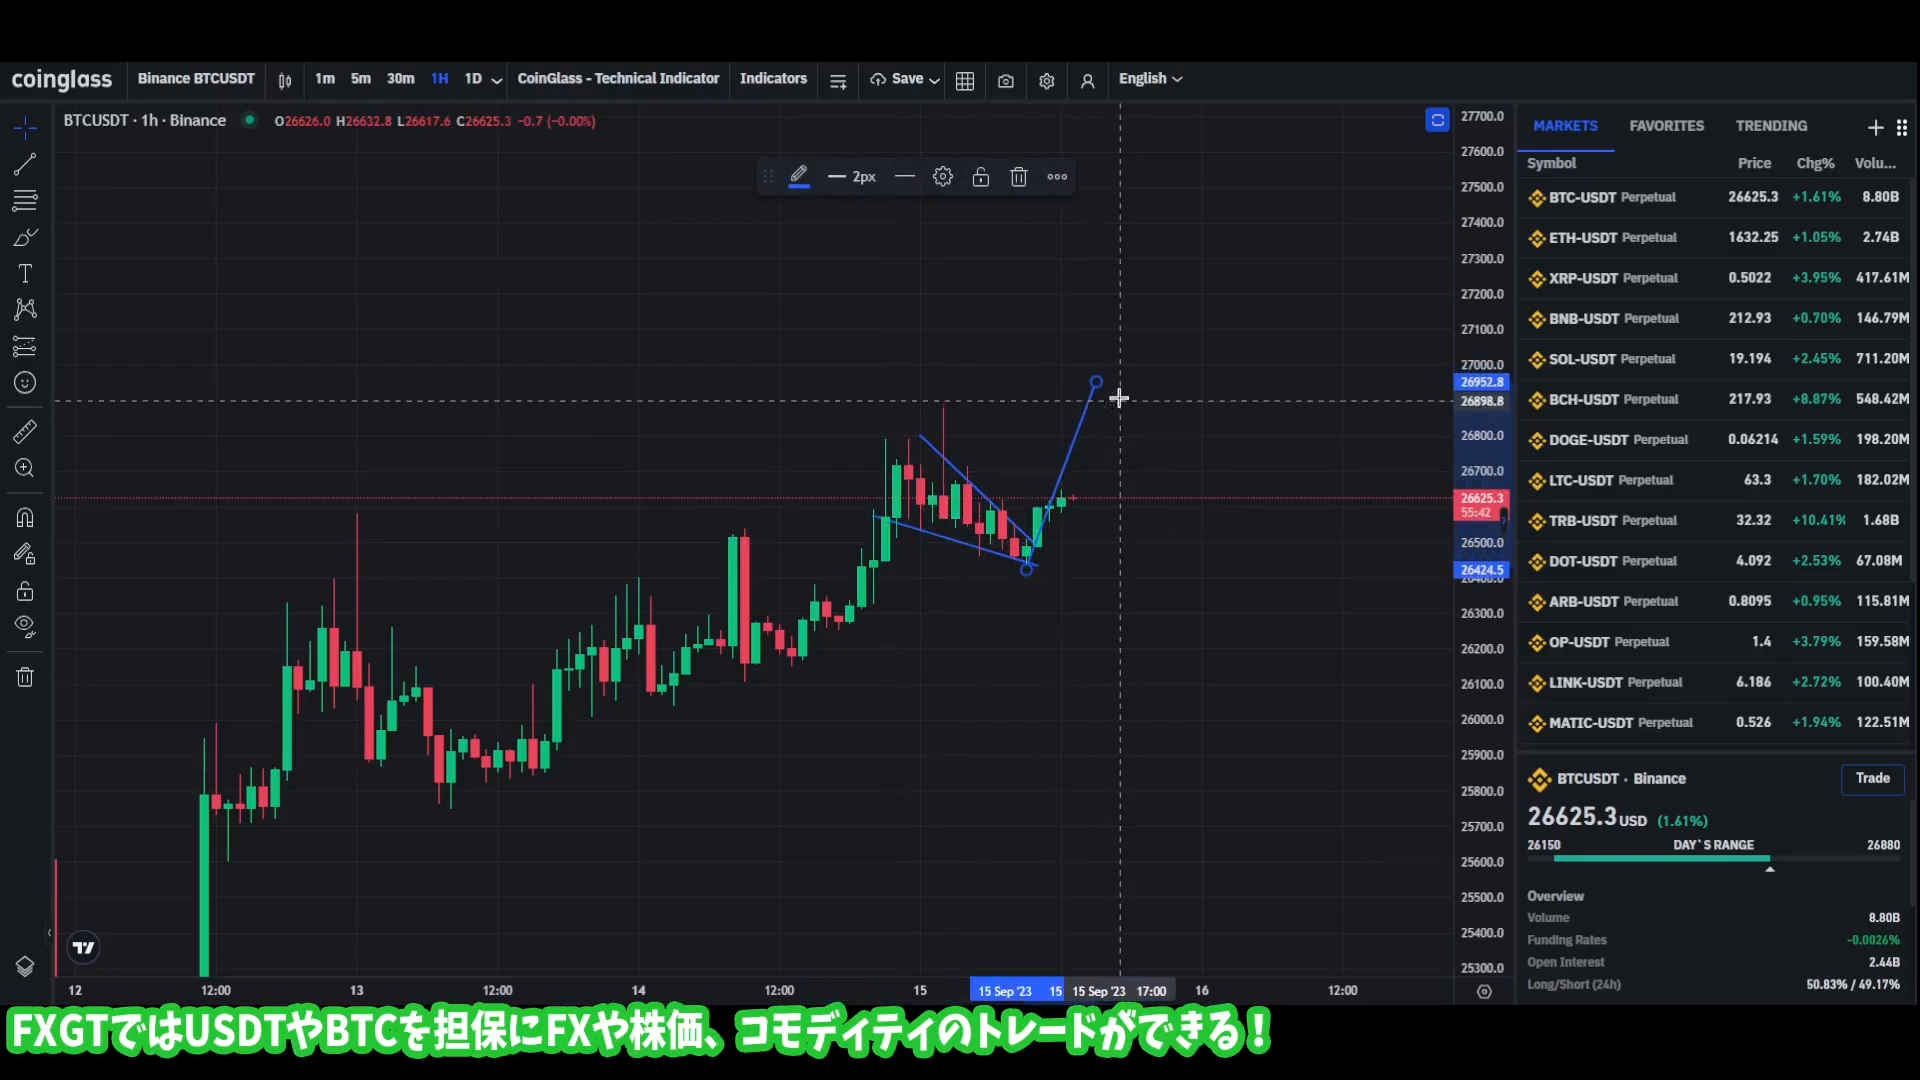 coinglass Binance BTCUSDT 1m 5m 30m 1H 1D CoinGlass - Technical Indicator Indicators Save English
BTCUSDT · 1h · Binance O26626.0 H26632.8 L26617.6 C26625.3 -0.7 (-0.00%)
2px
27700.0
27600.0
27500.0
27400.0
27300.0
27200.0
27100.0
27000.0
26952.8
26898.8
26800.0
26700.0
26625.3
55:42
26500.0
26424.5
26400.0
26300.0
26200.0
26100.0
26000.0
25900.0
25800.0
25700.0
25600.0
25500.0
25400.0
25300.0
12 12:00 13 12:00 14 12:00 15 15 Sep '23 15 15 Sep '23 17:00 16 12:00
MARKETS FAVORITES TRENDING
Symbol Price Chg% Volu...
BTC-USDT Perpetual 26625.3 +1.61% 8.80B
ETH-USDT Perpetual 1632.25 +1.05% 2.74B
XRP-USDT Perpetual 0.5022 +3.95% 417.61M
BNB-USDT Perpetual 212.93 +0.70% 146.79M
SOL-USDT Perpetual 19.194 +2.45% 711.20M
BCH-USDT Perpetual 217.93 +8.87% 548.42M
DOGE-USDT Perpetual 0.06214 +1.59% 198.20M
LTC-USDT Perpetual 63.3 +1.70% 182.02M
TRB-USDT Perpetual 32.32 +10.41% 1.68B
DOT-USDT Perpetual 4.092 +2.53% 67.08M
ARB-USDT Perpetual 0.8095 +0.95% 115.81M
OP-USDT Perpetual 1.4 +3.79% 159.58M
LINK-USDT Perpetual 6.186 +2.72% 100.40M
MATIC-USDT Perpetual 0.526 +1.94% 122.51M
BTCUSDT · Binance Trade
26625.3 USD (1.61%)
26150 DAY`S RANGE 26880
Overview
Volume 8.80B
Funding Rates -0.0026%
Open Interest 2.44B
Long/Short (24h) 50.83% / 49.17%
FXGTではUSDTやBTCを担保にFXや株価、コモディティのトレードができる！